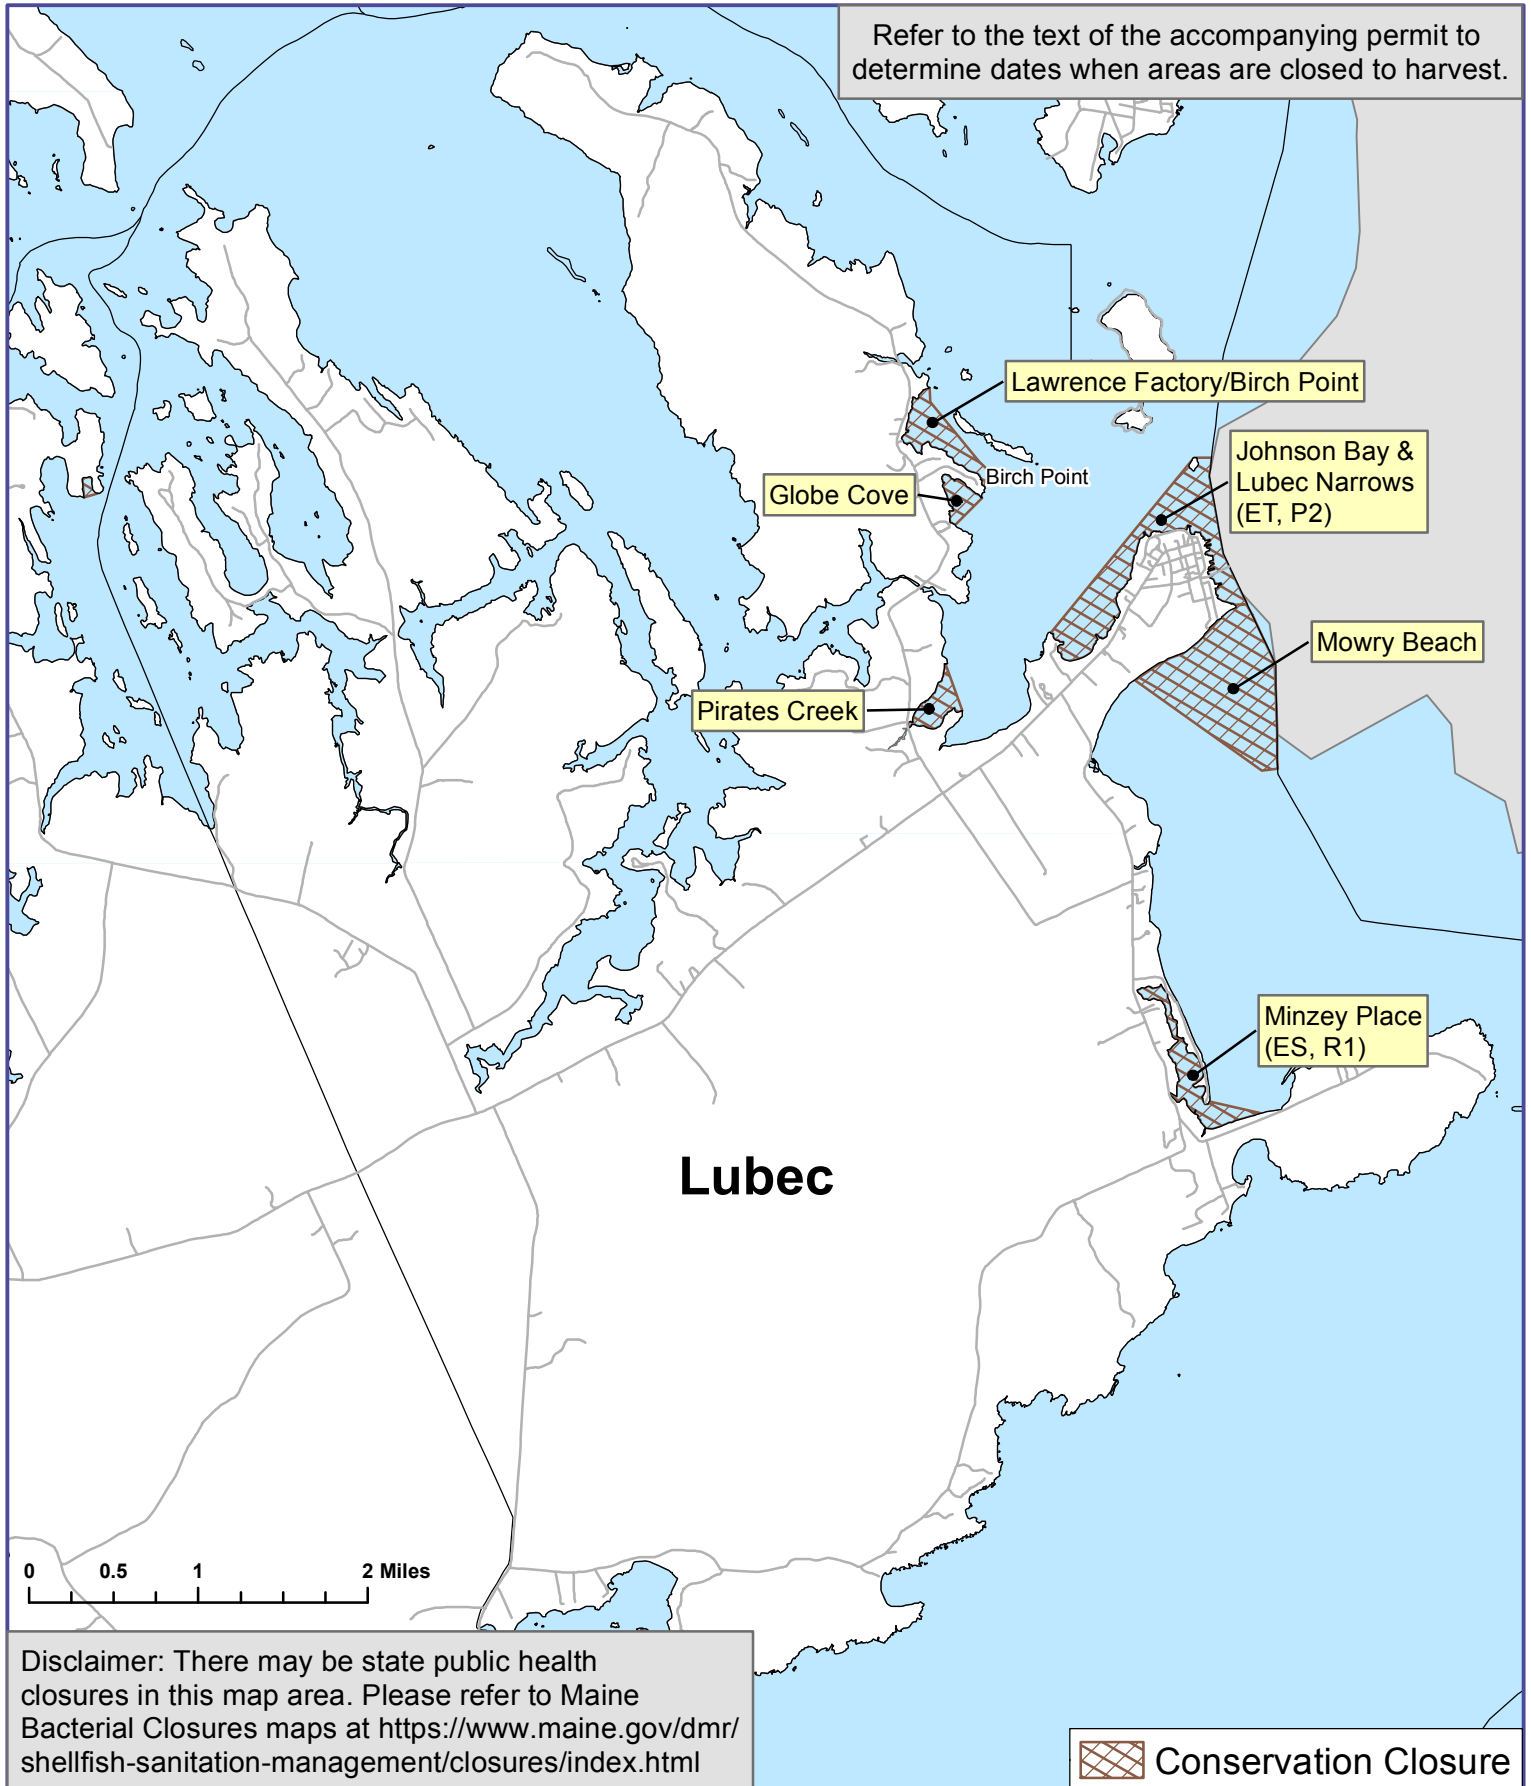 Refer to the text of the accompanying permit to
determine dates when areas are closed to harvest.
Lawrence Factory/Birch Point
Johnson Bay &
Lubec Narrows
(ET, P2)
Birch Point
Globe Cove
Mowry Beach
Pirates Creek
Minzey Place
(ES, R1)
Lubec
0 0.5 1 2 Miles
Disclaimer: There may be state public health
closures in this map area. Please refer to Maine
Bacterial Closures maps at https://www.maine.gov/dmr/
shellfish-sanitation-management/closures/index.html
Conservation Closure